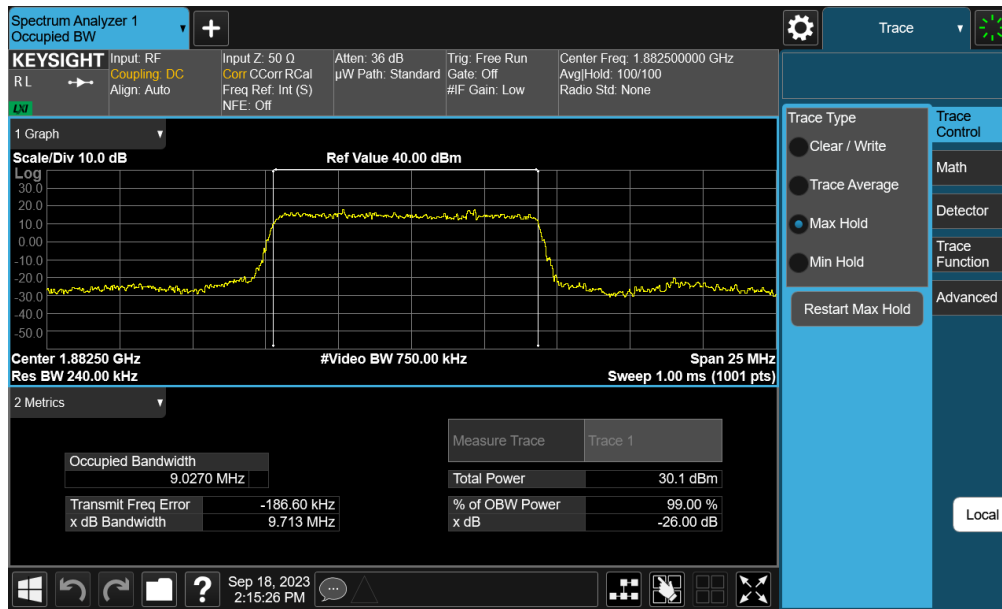 Spectrum Analyzer 1
Occupied BW
▼
+
Trace
▼
KEYSIGHT
RL
LXI
Input: RF
Coupling: DC
Align: Auto
Input Z: 50 Ω
Corr CCorr RCal
Freq Ref: Int (S)
NFE: Off
Atten: 36 dB
µW Path: Standard
Trig: Free Run
Gate: Off
#IF Gain: Low
Center Freq: 1.882500000 GHz
Avg|Hold: 100/100
Radio Std: None
1 Graph
▼
Scale/Div 10.0 dB
Ref Value 40.00 dBm
Log
30.0
20.0
10.0
0.00
-10.0
-20.0
-30.0
-40.0
-50.0
Center 1.88250 GHz
#Video BW 750.00 kHz
Span 25 MHz
Res BW 240.00 kHz
Sweep 1.00 ms (1001 pts)
2 Metrics
▼
Occupied Bandwidth
9.0270 MHz
Transmit Freq Error -186.60 kHz
x dB Bandwidth 9.713 MHz
Measure Trace Trace 1
Total Power 30.1 dBm
% of OBW Power 99.00 %
x dB -26.00 dB
Trace Type
Clear / Write
Trace Average
Max Hold
Min Hold
Restart Max Hold
Trace
Control
Math
Detector
Trace
Function
Advanced
Local
?
Sep 18, 2023
2:15:26 PM